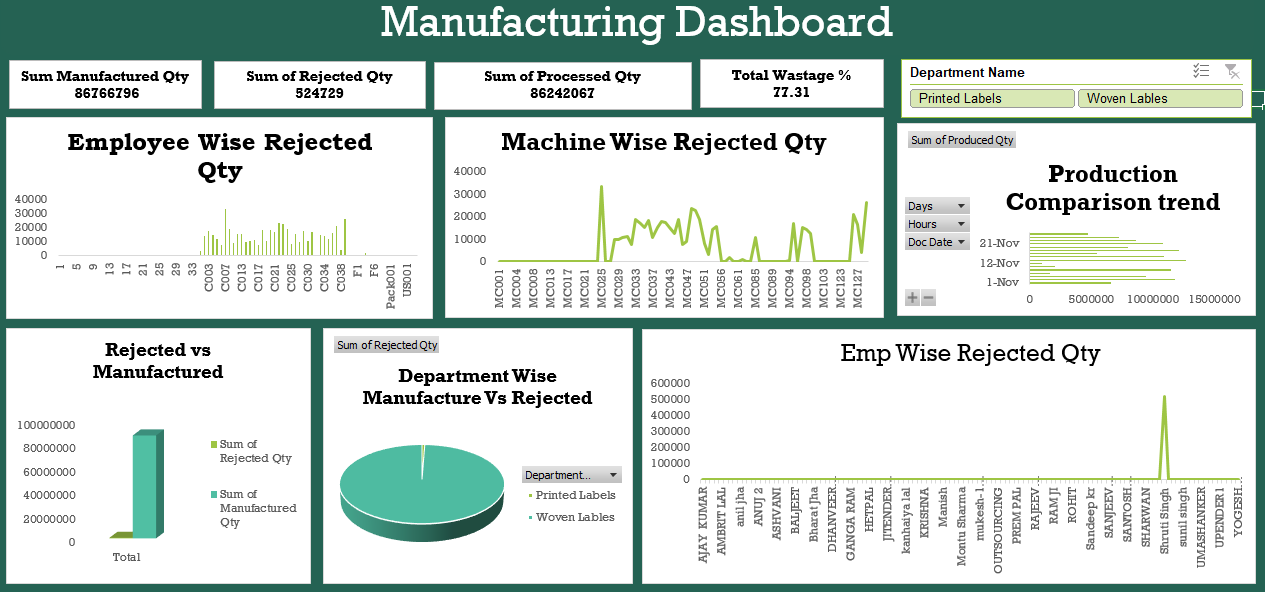 Manufacturing Dashboard
Sum Manufactured Qty
86766796
Sum of Rejected Qty
524729
Sum of Processed Qty
86242067
Total Wastage %
77.31
Department Name
Printed Labels
Woven Lables
Employee Wise Rejected
Qty
40000
30000
20000
10000
0
1 5 9 13 17 21 25 29 33 C003 C007 C013 C017 C021 C025 C030 C034 C038 F1 F6 Pack001 US001
Machine Wise Rejected Qty
40000
30000
20000
10000
0
MC001 MC004 MC008 MC013 MC017 MC021 MC025 MC029 MC033 MC037 MC043 MC047 MC051 MC056 MC061 MC085 MC089 MC094 MC098 MC103 MC123 MC127
Sum of Produced Qty
Production
Comparison trend
Days
Hours
Doc Date
21-Nov
12-Nov
1-Nov
0 5000000 10000000 15000000
Rejected vs
Manufactured
100000000
80000000
60000000
40000000
20000000
0
Total
Sum of
Rejected Qty
Sum of
Manufactured
Qty
Sum of Rejected Qty
Department Wise
Manufacture Vs Rejected
Department...
Printed Labels
Woven Lables
Emp Wise Rejected Qty
600000
500000
400000
300000
200000
100000
0
AJAY KUMAR AMBRIT LAL anil jha ANUJ 2 ASHVANI BALJEET Bharat Jha DHANVEER... GANGA RAM HETPAL JITENDER... kanhaiya lal KRISHNA Manish Montu Sharma mukesh-1... OUTSOURCING PREM PAL RAJEEV... RAM JI ROHIT Sandeep kr SANJEEV... SANTOSH... SHARWAN Shruti Singh sunil singh UMASHANKER UPENDER1 YOGESH...